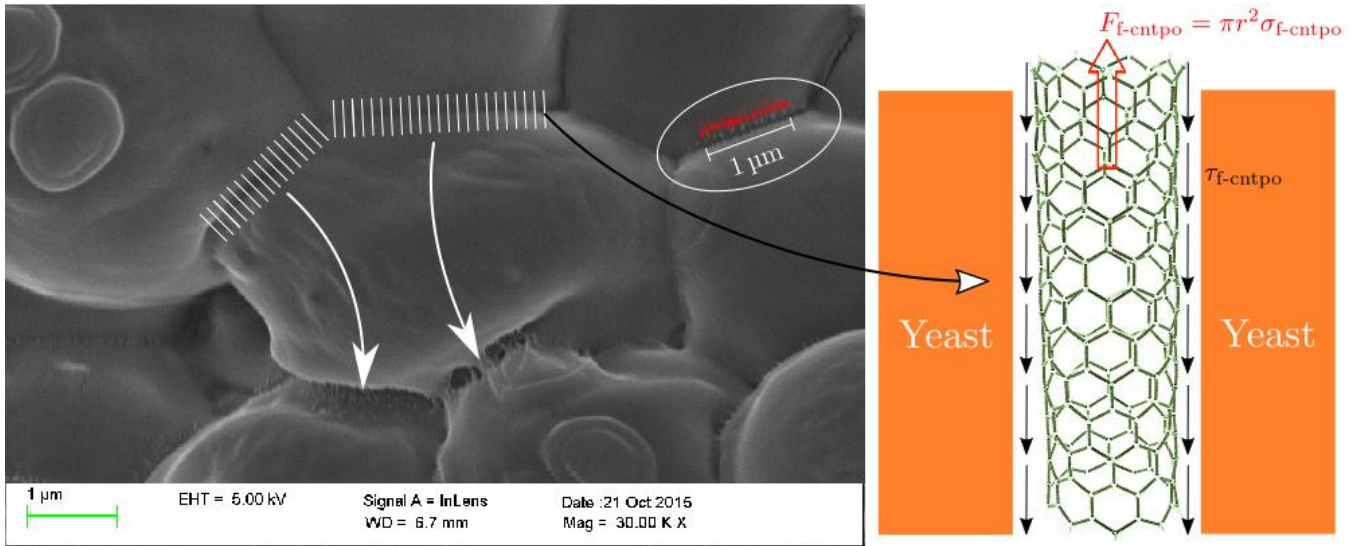 F_f-cntpo = πr²σ_f-cntpo
1 µm
τ_f-cntpo
Yeast
Yeast
1 µm
EHT = 5.00 kV
Signal A = InLens
Date :21 Oct 2015
WD = 6.7 mm
Mag = 30.00 K X